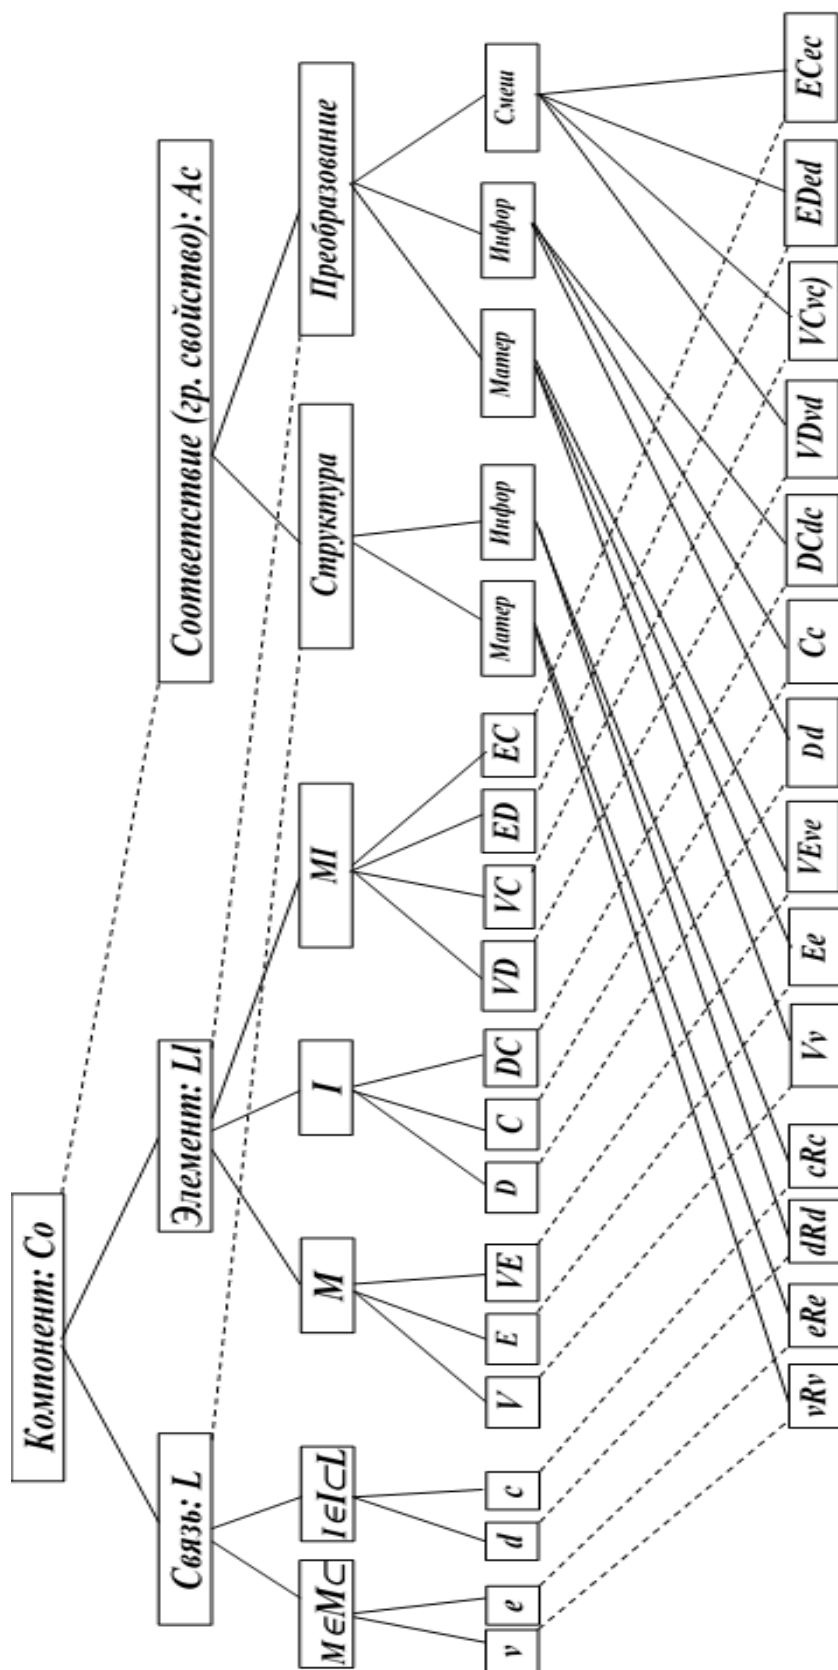 Компонент: Co
Связь: L
Элемент: Ll
Соответствие (гр. свойство): Ac
M∈M⊂
I∈I⊂L
M
I
MI
Структура
Преобразование
v
e
d
c
V
E
VE
D
C
DC
VD
VC
ED
EC
Матер
Инфор
Матер
Инфор
Смеш
vRv
eRe
dRd
cRc
Vv
Ee
VEve
Dd
Cc
DCdc
VDvd
VCvc)
EDed
ECec